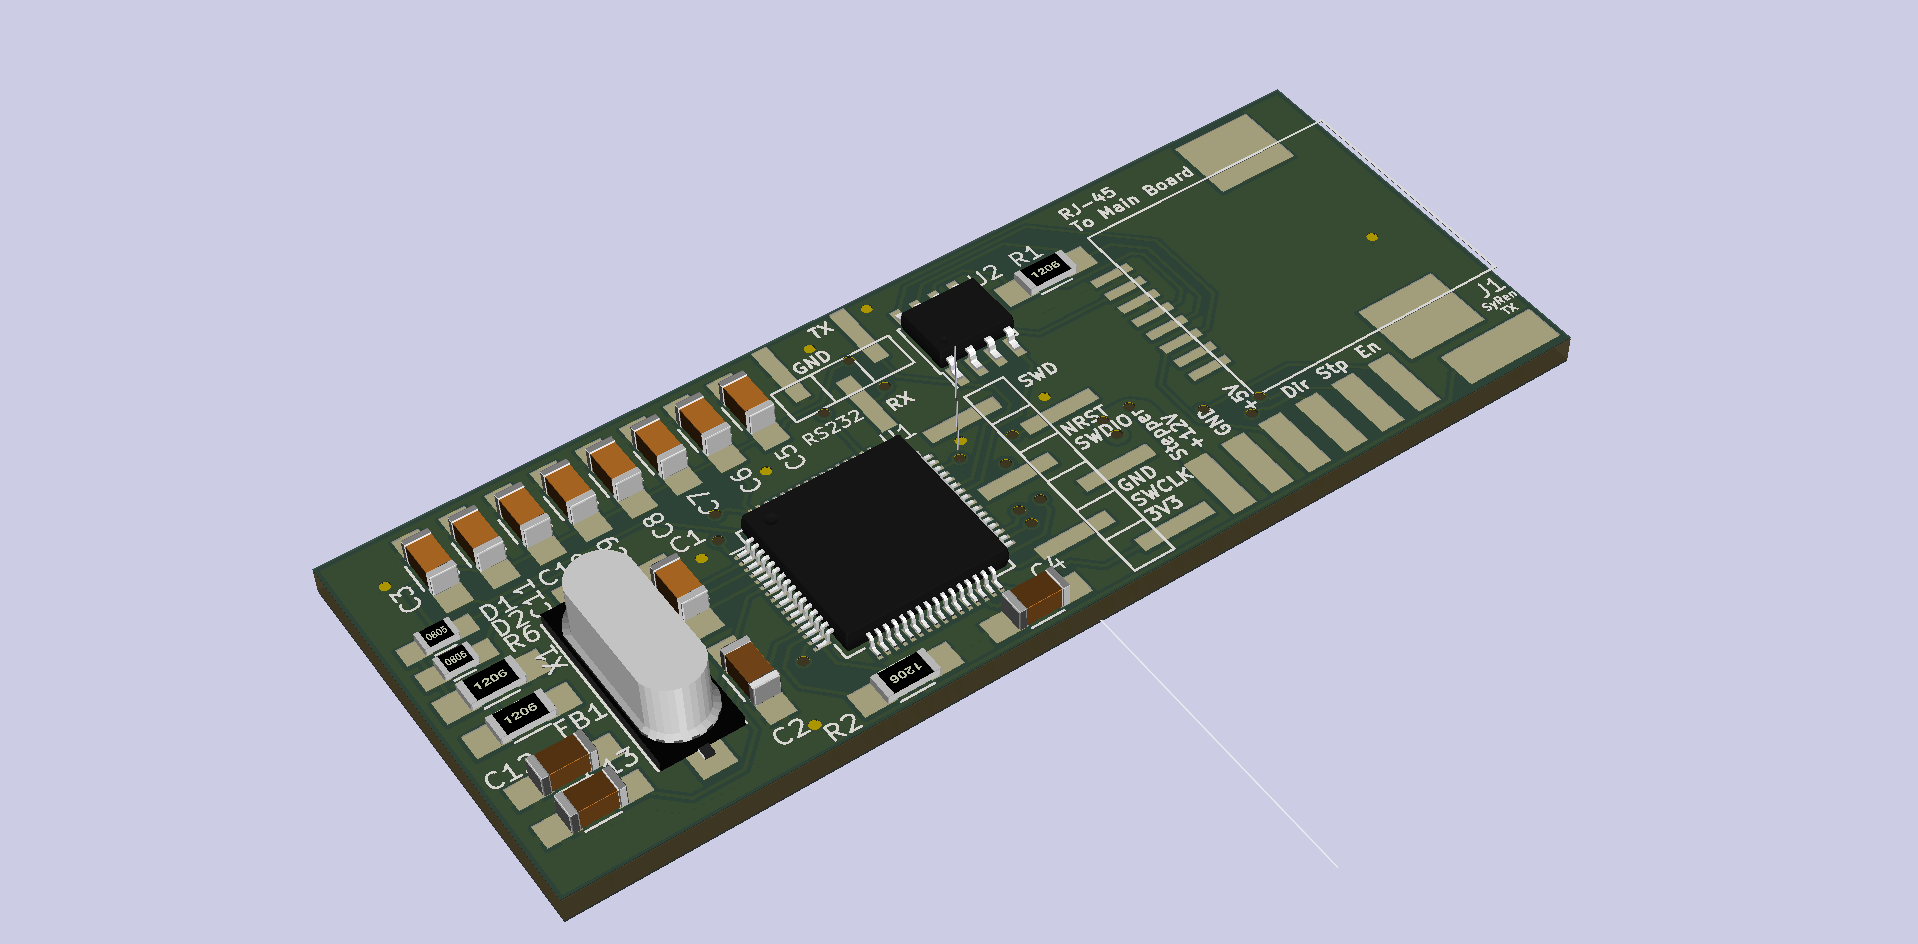 RJ-45
To Main Board
J1
SyRen
TX
U2
R1
1206
TX
GND
RX
RS232
SWD
Dir Stp En
+5V
GND
+12V
Stepper
NRST
SWDIO
GND
SWCLK
3V3
U1
C5
C6
C7
C8
C1
C3
D1
D2
R6
C11
X1
0805
0805
1206
1206
FB1
C4
1206
C2
R2